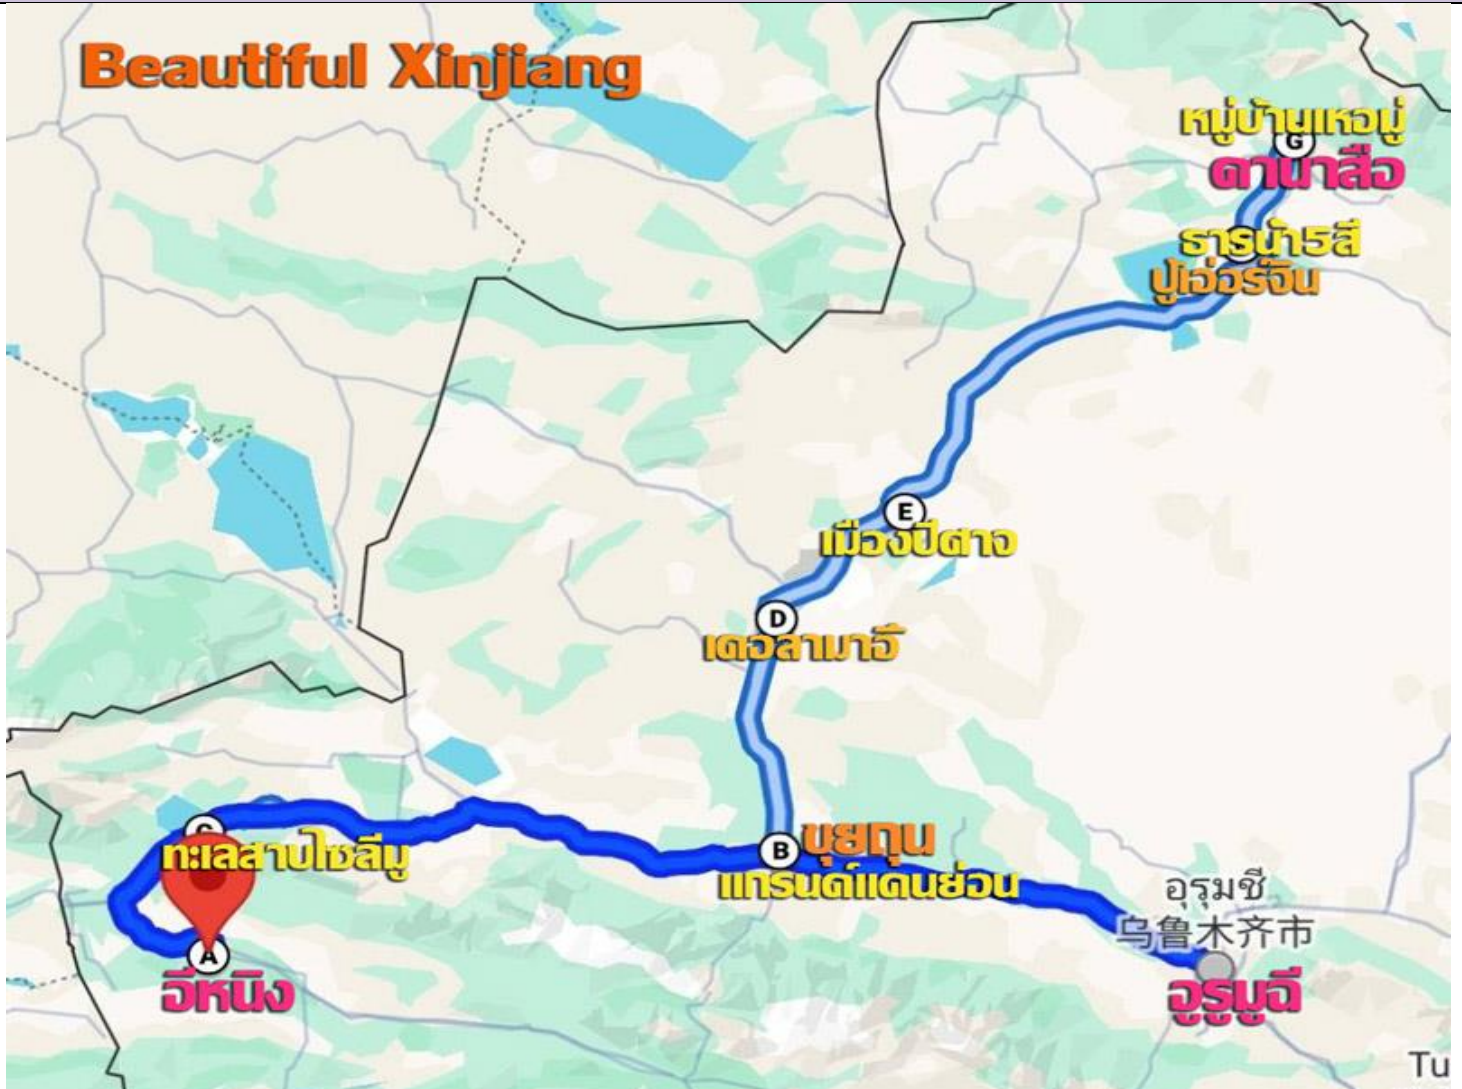 Beautiful Xinjiang
หมู่บ้านเหอมู่
G
คานาสือ
ธารน้ำ5สี
ปู้เอ่อร์จิน
E
เมืองปีศาจ
D
เคอลามาอี
C
ทะเลสาบไซลีมู
B
ขุยถุน
แกรนด์แคนย่อน
อุรุมชี
乌鲁木齐市
A
อีหนิง
อูรูมูฉี
Tu